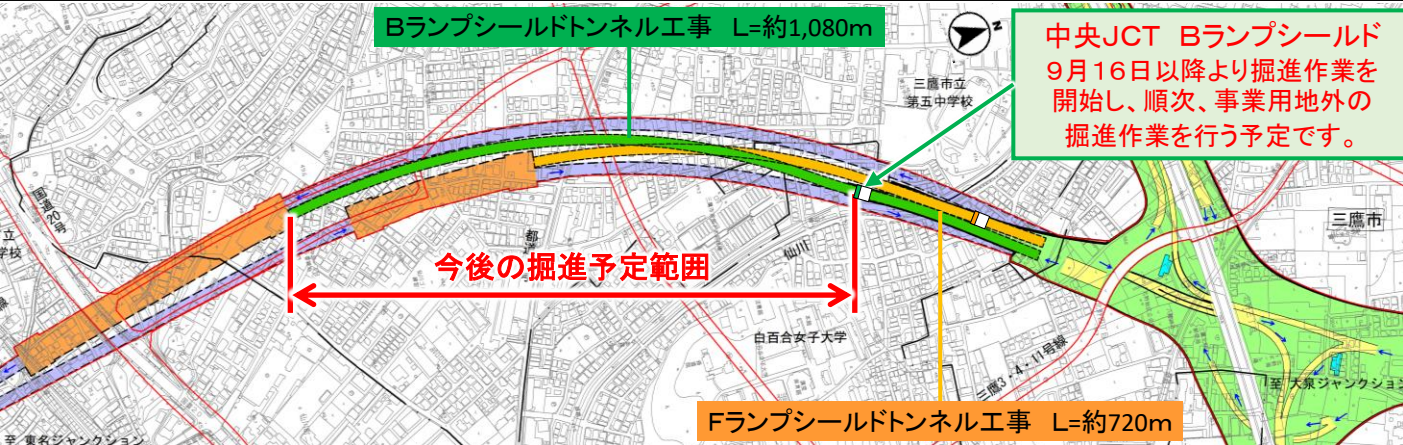 Bランプシールドトンネル工事 L=約1,080m
N
中央JCT Bランプシールド
9月16日以降より掘進作業を
開始し、順次、事業用地外の
掘進作業を行う予定です。
三鷹市立
第五中学校
国道20号
立
学校
都道
仙川
三鷹市
今後の掘進予定範囲
白百合女子大学
三鷹3・4・11号線
至 大泉ジャンクション
Fランプシールドトンネル工事 L=約720m
至 東名ジャンクション